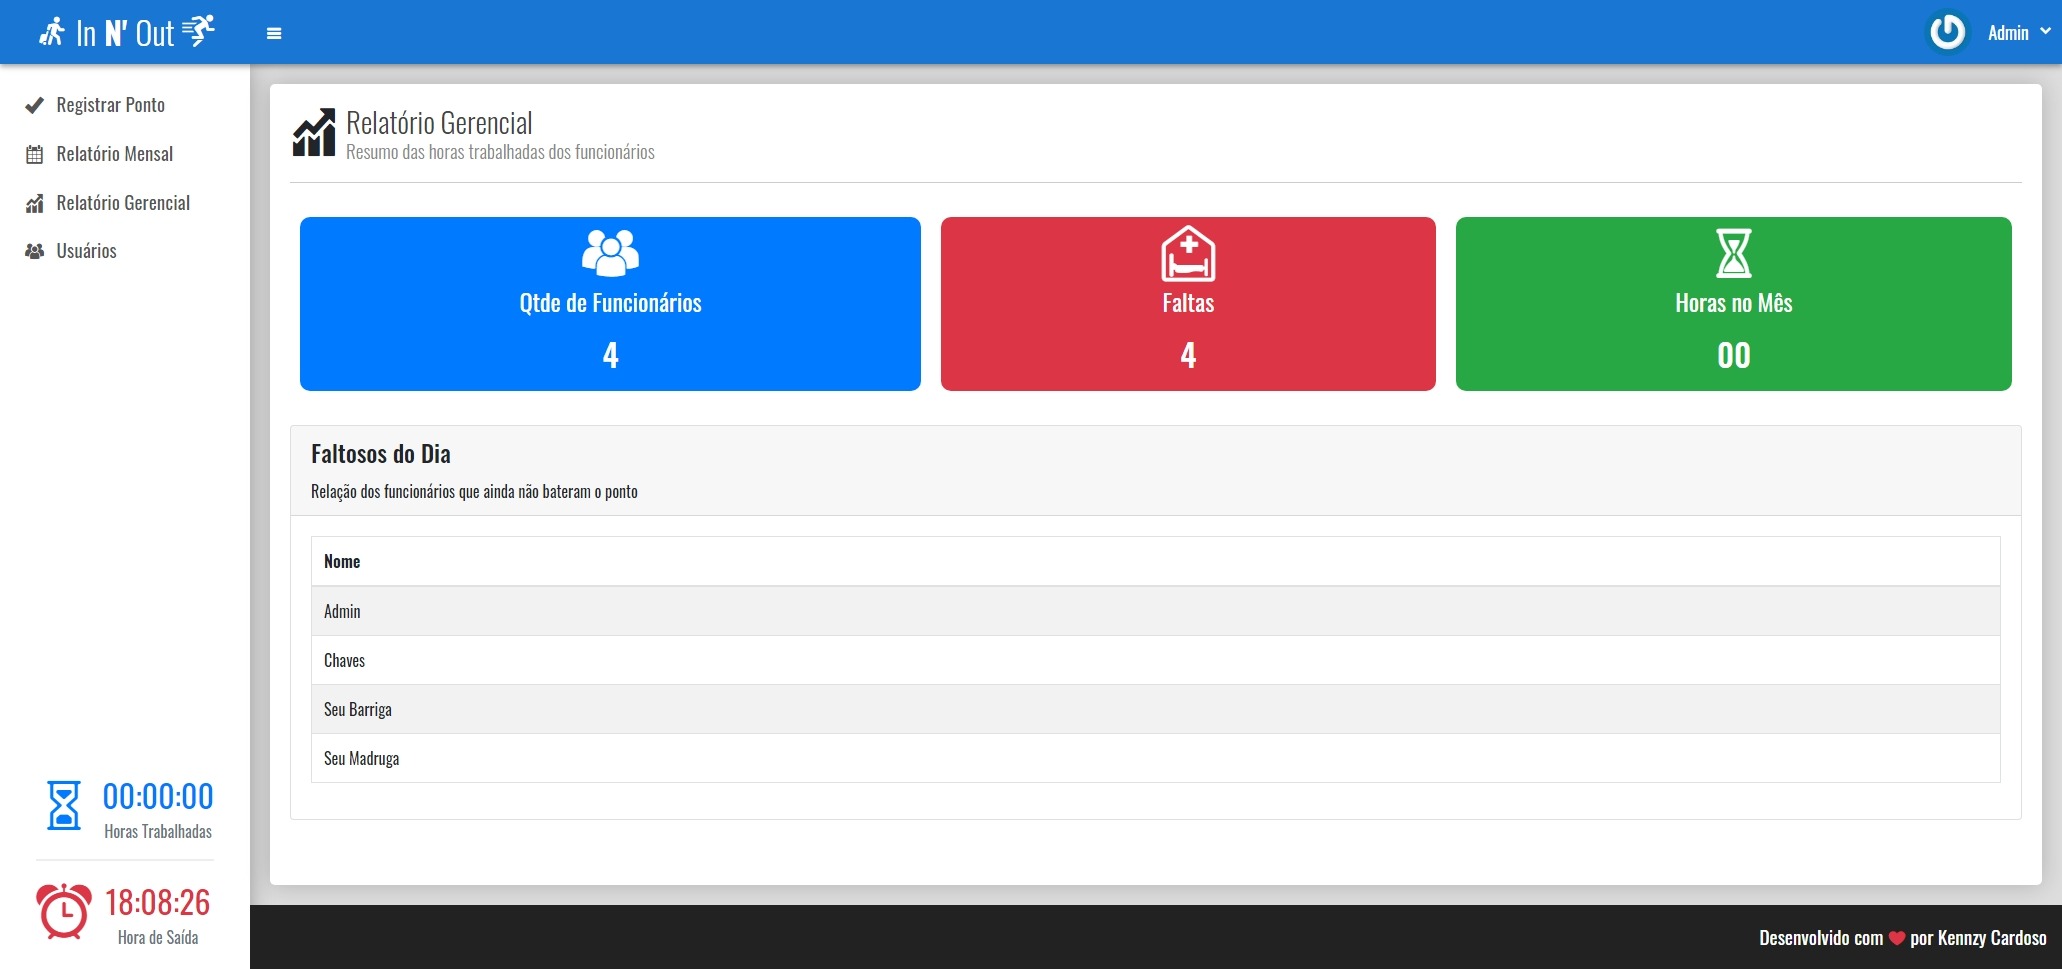 In N' Out
Admin
Registrar Ponto
Relatório Mensal
Relatório Gerencial
Usuários
00:00:00
Horas Trabalhadas
18:08:26
Hora de Saída
Relatório Gerencial
Resumo das horas trabalhadas dos funcionários
Qtde de Funcionários
4
Faltas
4
Horas no Mês
00
Faltosos do Dia
Relação dos funcionários que ainda não bateram o ponto
Nome
Admin
Chaves
Seu Barriga
Seu Madruga
Desenvolvido com ❤ por Kennzy Cardoso